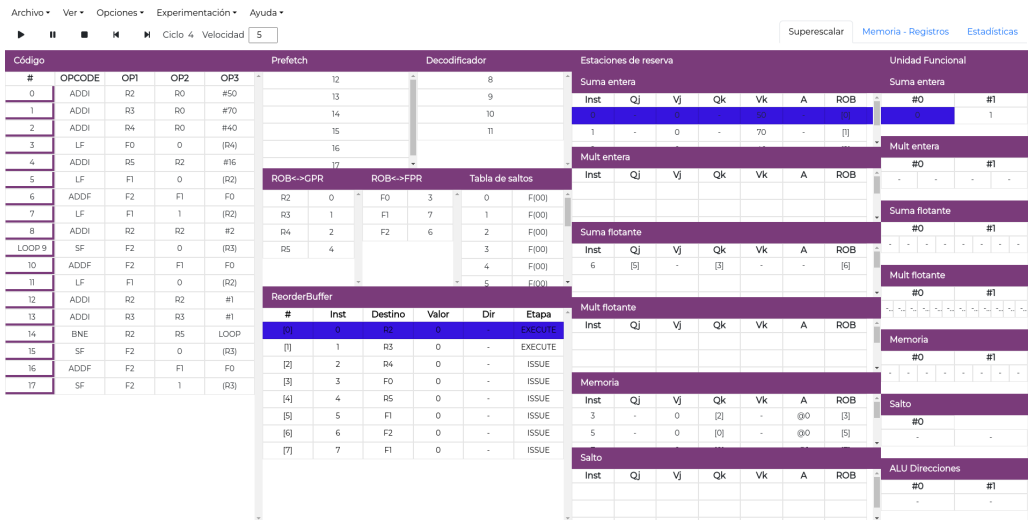 Archivo Ver Opciones Experimentación Ayuda
Ciclo 4 Velocidad 5
Superescalar Memoria - Registros Estadísticas
Código
# OPCODE OP1 OP2 OP3
0 ADDI R2 R0 #50
1 ADDI R3 R0 #70
2 ADDI R4 R0 #40
3 LF F0 0 (R4)
4 ADDI R5 R2 #16
5 LF F1 0 (R2)
6 ADDF F2 F1 F0
7 LF F1 1 (R2)
8 ADDI R2 R2 #2
LOOP 9 SF F2 0 (R3)
10 ADDF F2 F1 F0
11 LF F1 0 (R2)
12 ADDI R2 R2 #1
13 ADDI R3 R3 #1
14 BNE R2 R5 LOOP
15 SF F2 0 (R3)
16 ADDF F2 F1 F0
17 SF F2 1 (R3)
Prefetch
12
13
14
15
16
17
Decodificador
8
9
10
11
ROB<->GPR
R2 0
R3 1
R4 2
R5 4
ROB<->FPR
F0 3
F1 7
F2 6
Tabla de saltos
0 F(00)
1 F(00)
2 F(00)
3 F(00)
4 F(00)
5 F(00)
ReorderBuffer
# Inst Destino Valor Dir Etapa
[0] 0 R2 0 - EXECUTE
[1] 1 R3 0 - EXECUTE
[2] 2 R4 0 - ISSUE
[3] 3 F0 0 - ISSUE
[4] 4 R5 0 - ISSUE
[5] 5 F1 0 - ISSUE
[6] 6 F2 0 - ISSUE
[7] 7 F1 0 - ISSUE
Estaciones de reserva
Suma entera
Inst Qj Vj Qk Vk A ROB
0 - 0 - 50 - [0]
1 - 0 - 70 - [1]
Mult entera
Inst Qj Vj Qk Vk A ROB
Suma flotante
Inst Qj Vj Qk Vk A ROB
6 [5] - [3] - - [6]
Mult flotante
Inst Qj Vj Qk Vk A ROB
Memoria
Inst Qj Vj Qk Vk A ROB
3 - 0 [2] - @0 [3]
5 - 0 [0] - @0 [5]
Salto
Inst Qj Vj Qk Vk A ROB
Unidad Funcional
Suma entera
#0 #1
0 1
Mult entera
#0 #1
- - - -
Suma flotante
#0 #1
- - - - - - - -
Mult flotante
#0 #1
Memoria
#0 #1
- - - - - - - -
Salto
#0
- -
ALU Direcciones
#0 #1
- -